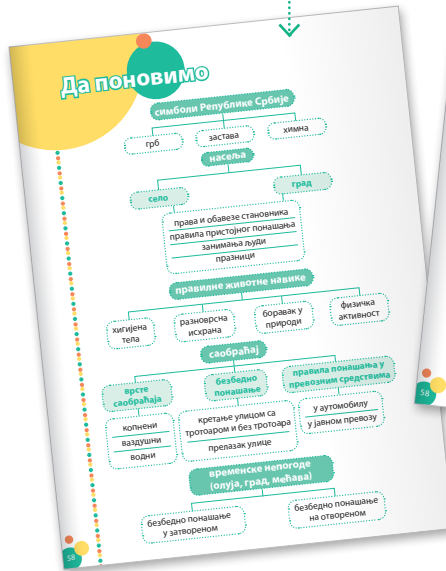 Да поновимо
симболи Републике Србије
грб
застава
химна
насеља
село
град
права и обавезе становника
правила пристојног понашања
занимања људи
празници
правилне животне навике
хигијена
тела
разноврсна
исхрана
боравак у
природи
физичка
активност
саобраћај
врсте
саобраћаја
безбедно
понашање
правила понашања у
превозним средствима
копнени
ваздушни
водни
кретање улицом са
тротоаром и без тротоара
прелазак улице
у аутомобилу
у јавном превозу
временске непогоде
(олуја, град, мећава)
безбедно понашање
у затвореном
безбедно понашање
на отвореном
58
58